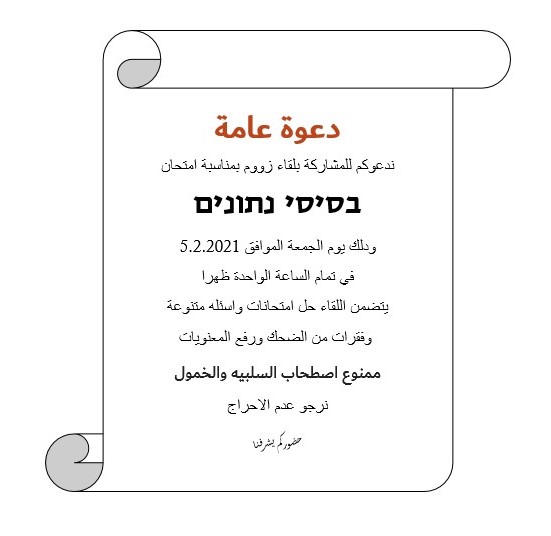 دعوة عامة
ندعوكم للمشاركة بلقاء زووم بمناسبة امتحان
בסיסי נתונים
ودلك يوم الجمعة الموافق 5.2.2021
في تمام الساعة الواحدة ظهرا
يتضمن اللقاء حل امتحانات واسئله متنوعة
وفقرات من الضحك ورفع المعنويات
ممنوع اصطحاب السلبيه والخمول
نرجو عدم الاحراج
حضوركم يشرفنا